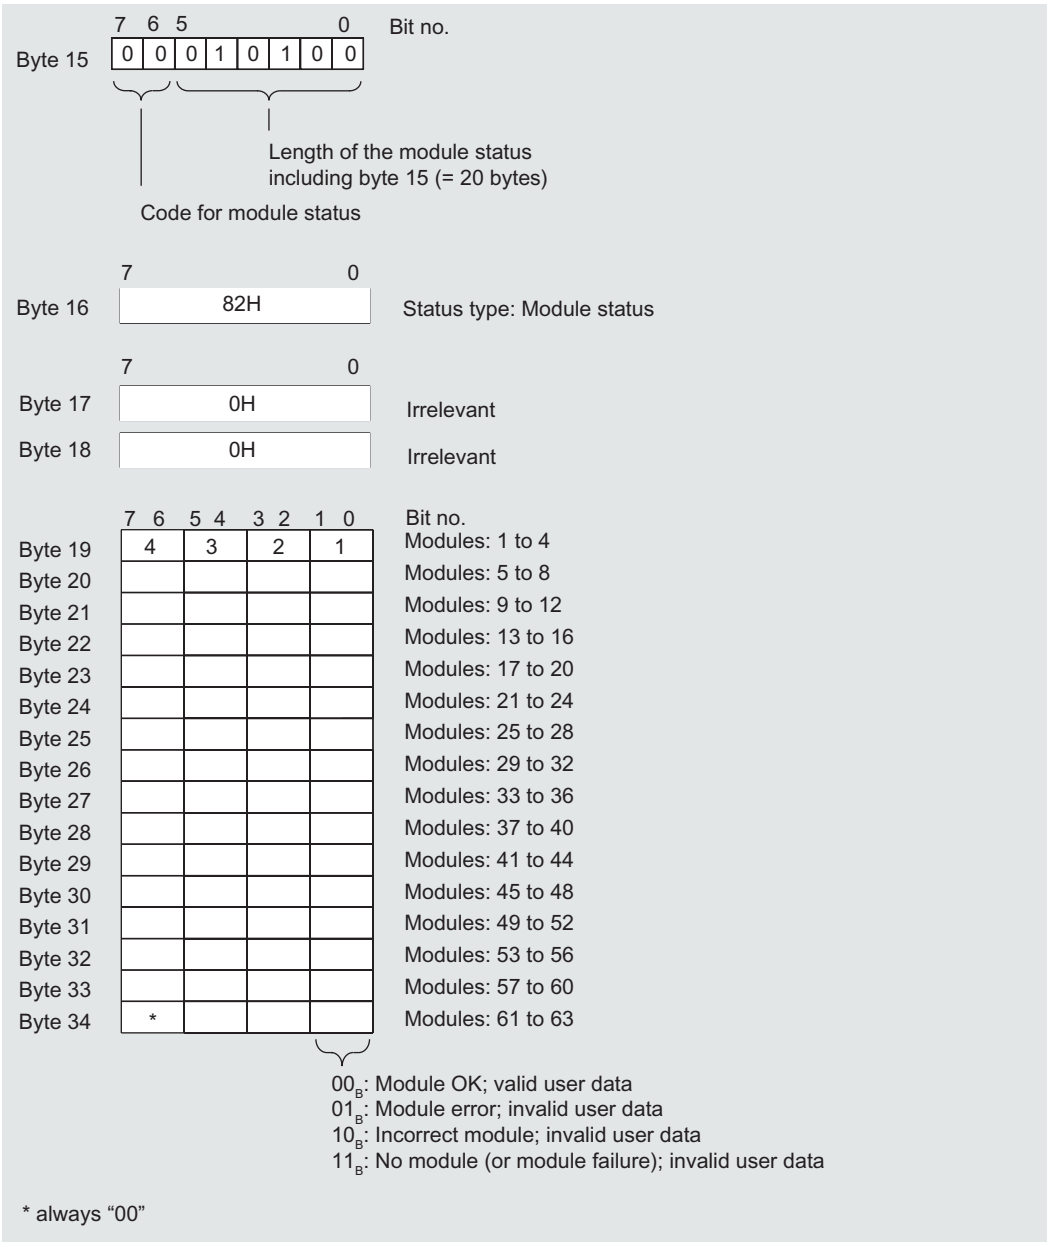 7 6 5 0 Bit no.
Byte 15 0 0 0 1 0 1 0 0
Length of the module status
including byte 15 (= 20 bytes)
Code for module status
7 0
Byte 16 82H Status type: Module status
7 0
Byte 17 0H Irrelevant
Byte 18 0H Irrelevant
7 6 5 4 3 2 1 0 Bit no.
Byte 19 4 3 2 1 Modules: 1 to 4
Byte 20 Modules: 5 to 8
Byte 21 Modules: 9 to 12
Byte 22 Modules: 13 to 16
Byte 23 Modules: 17 to 20
Byte 24 Modules: 21 to 24
Byte 25 Modules: 25 to 28
Byte 26 Modules: 29 to 32
Byte 27 Modules: 33 to 36
Byte 28 Modules: 37 to 40
Byte 29 Modules: 41 to 44
Byte 30 Modules: 45 to 48
Byte 31 Modules: 49 to 52
Byte 32 Modules: 53 to 56
Byte 33 Modules: 57 to 60
Byte 34 * Modules: 61 to 63
00B: Module OK; valid user data
01B: Module error; invalid user data
10B: Incorrect module; invalid user data
11B: No module (or module failure); invalid user data
* always “00”